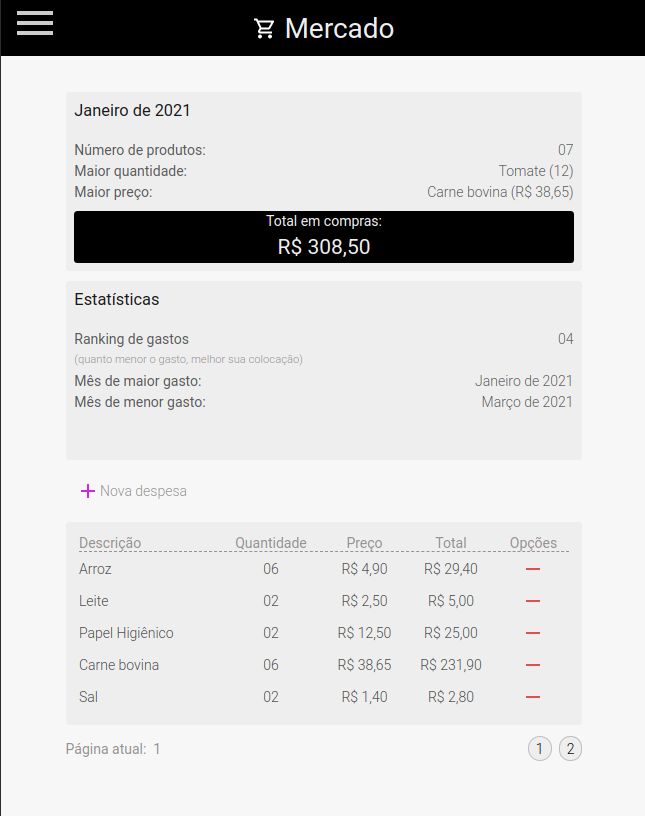 Mercado
Janeiro de 2021
Número de produtos: 07
Maior quantidade: Tomate (12)
Maior preço: Carne bovina (R$ 38,65)
Total em compras:
R$ 308,50
Estatísticas
Ranking de gastos 04
(quanto menor o gasto, melhor sua colocação)
Mês de maior gasto: Janeiro de 2021
Mês de menor gasto: Março de 2021
Nova despesa
Descrição Quantidade Preço Total Opções
Arroz 06 R$ 4,90 R$ 29,40
Leite 02 R$ 2,50 R$ 5,00
Papel Higiênico 02 R$ 12,50 R$ 25,00
Carne bovina 06 R$ 38,65 R$ 231,90
Sal 02 R$ 1,40 R$ 2,80
Página atual: 1 1 2